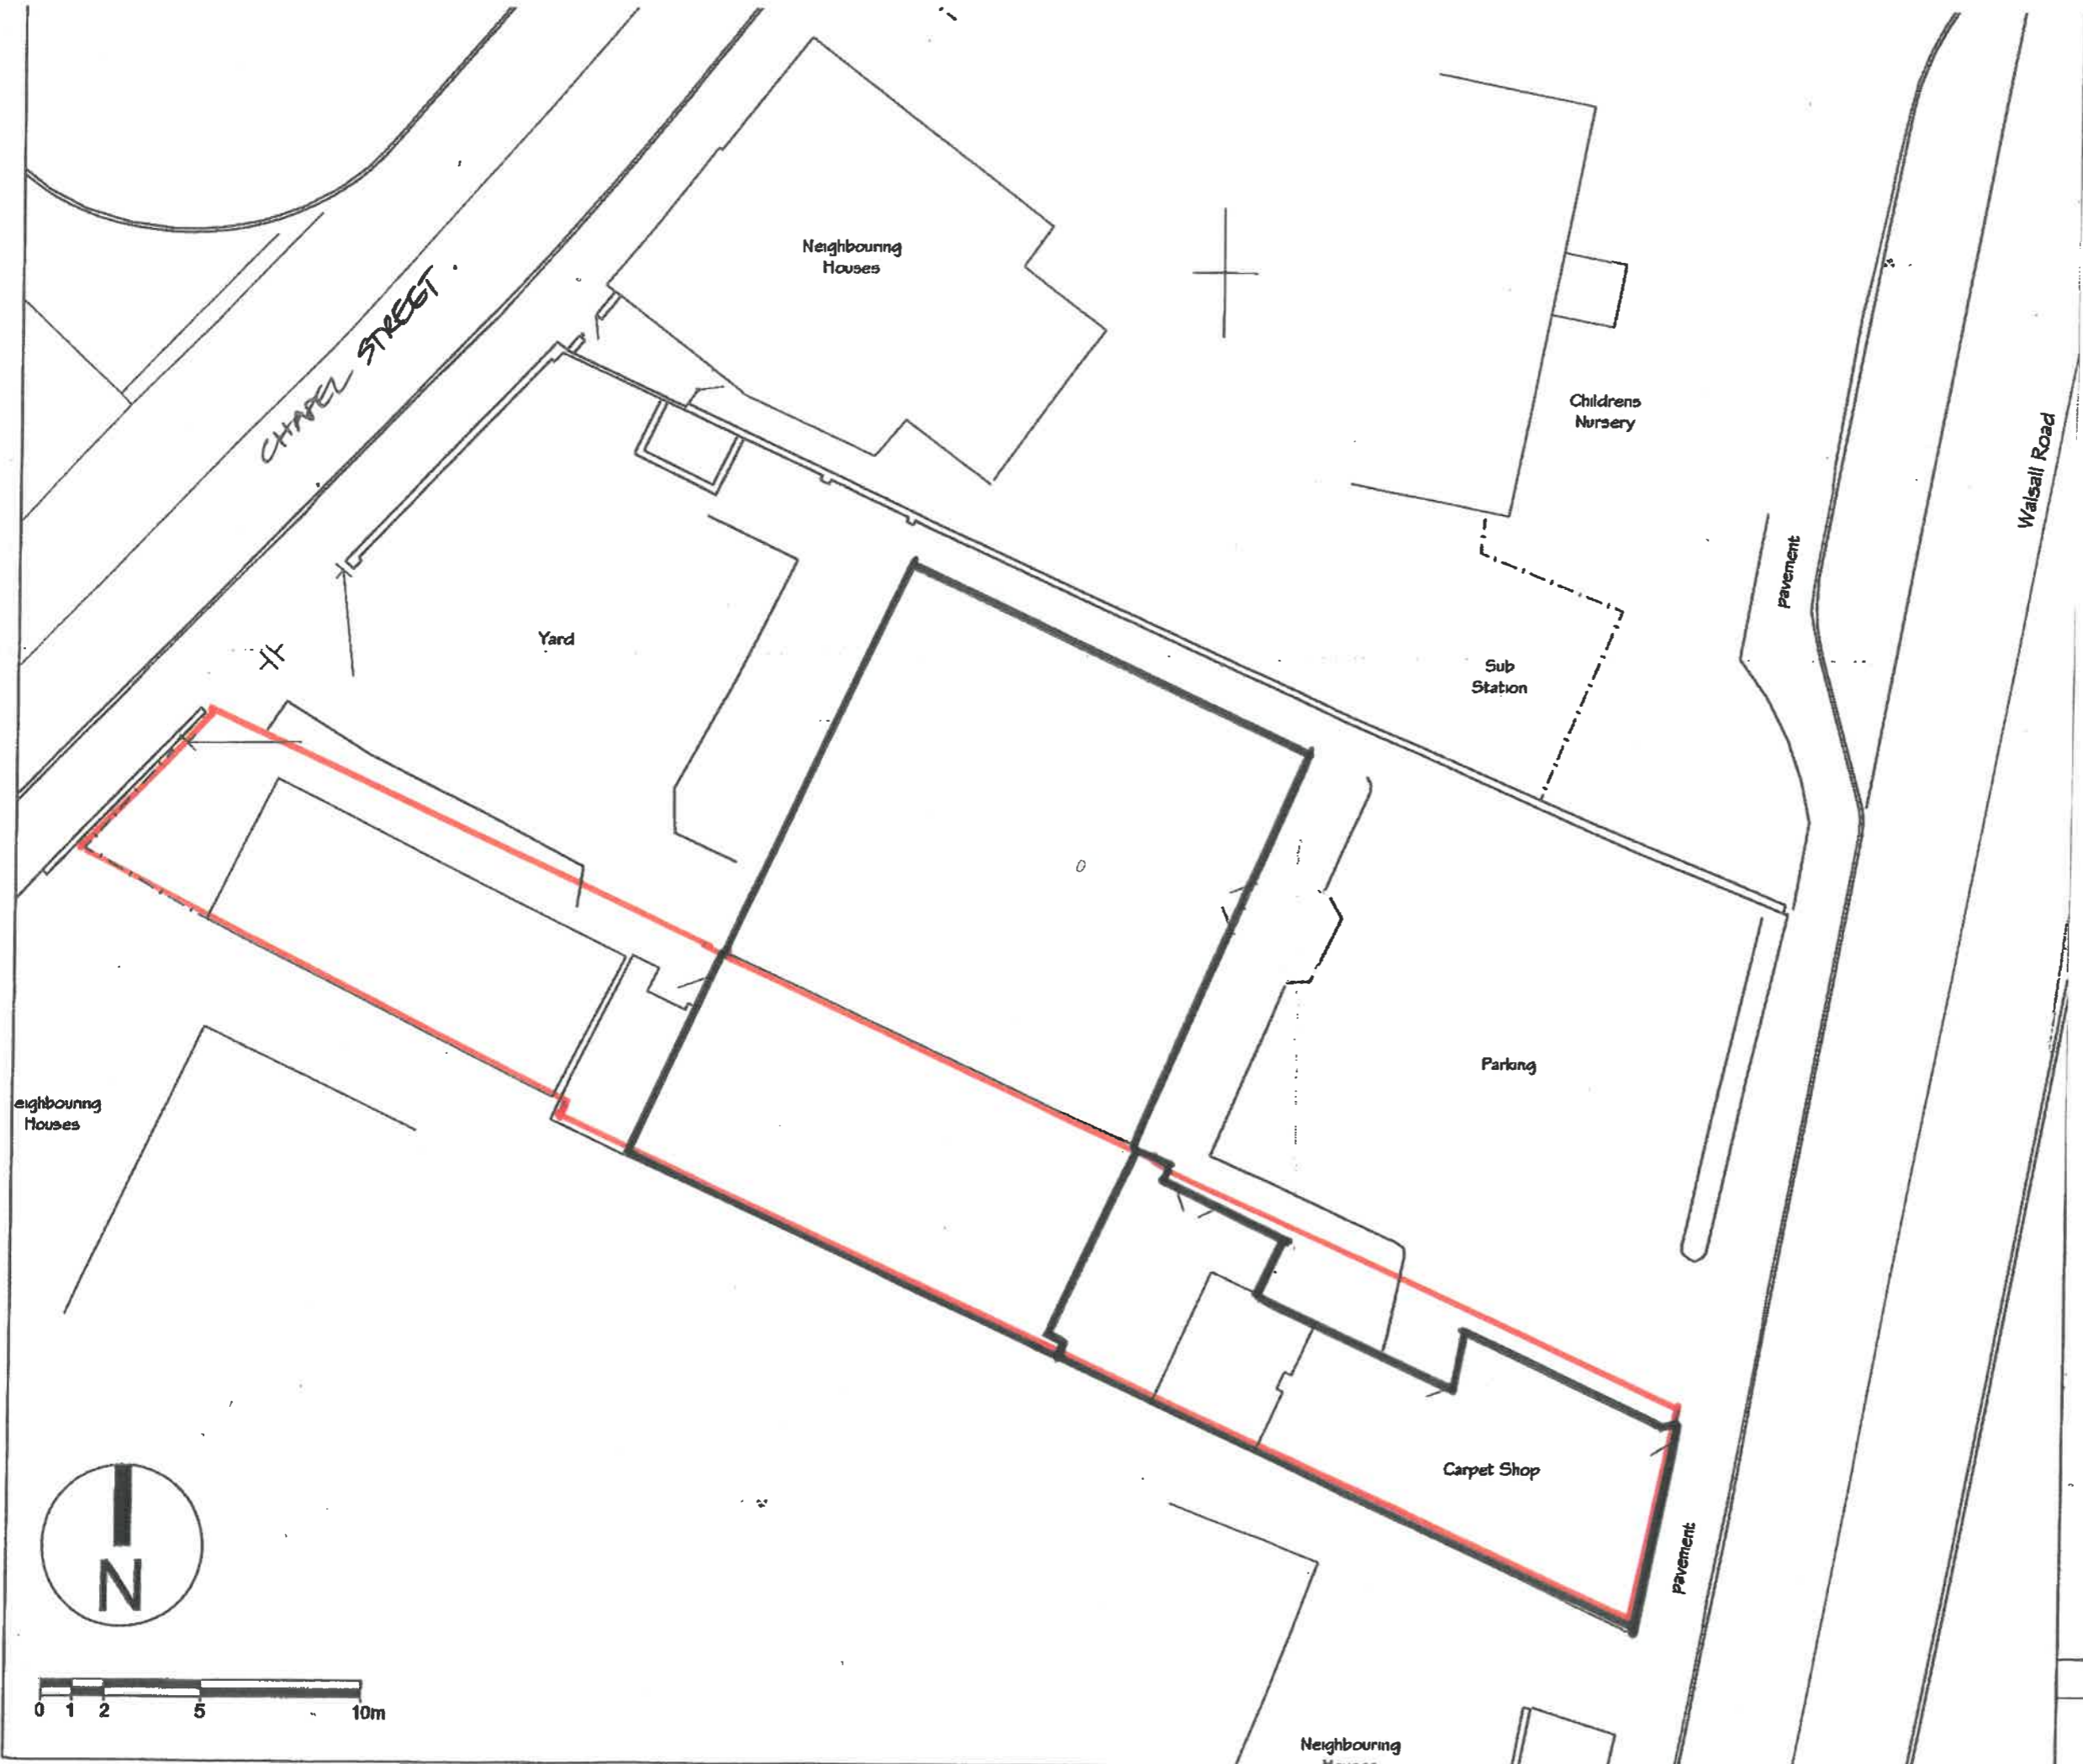 Neighbouring
Houses
CHAPEL STREET.
Childrens
Nursery
Walsall Road
pavement
Yard
Sub
Station
Parking
eighbouring
Houses
Carpet Shop
pavement
N
0 1 2 5 10m
Neighbouring